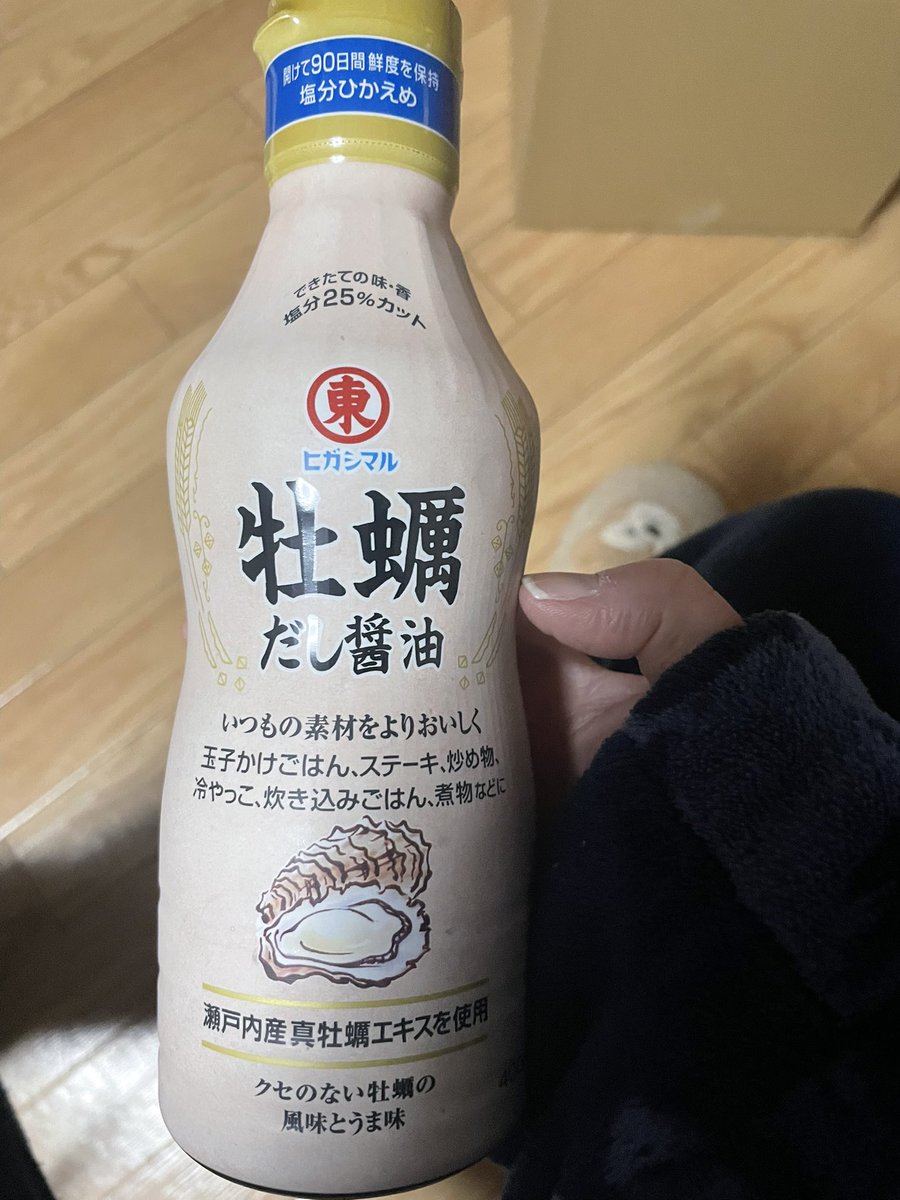 開けて90日間鮮度を保持
塩分ひかえめ
できたての味・香
塩分25%カット
東
ヒガシマル
牡蠣
だし醤油
いつもの素材をよりおいしく
玉子かけごはん、ステーキ、炒め物、
冷やっこ、炊き込みごはん、煮物などに
瀬戸内産真牡蠣エキスを使用
クセのない牡蠣の
風味とうま味